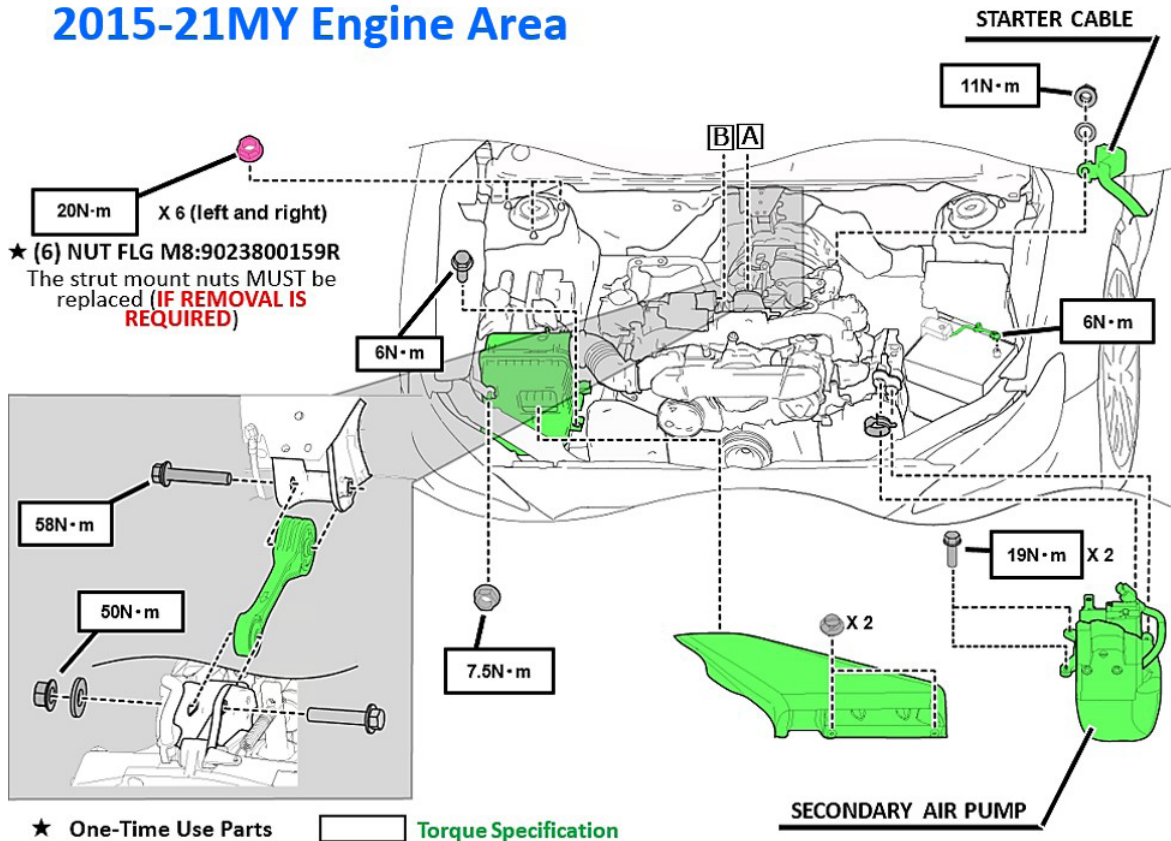 2015-21MY Engine Area
STARTER CABLE
11N·m
B A
20N·m X 6 (left and right)
★ (6) NUT FLG M8:9023800159R
The strut mount nuts MUST be
replaced (IF REMOVAL IS
REQUIRED)
6N·m
6N·m
58N·m
19N·m X 2
50N·m
X 2
7.5N·m
SECONDARY AIR PUMP
★ One-Time Use Parts
Torque Specification